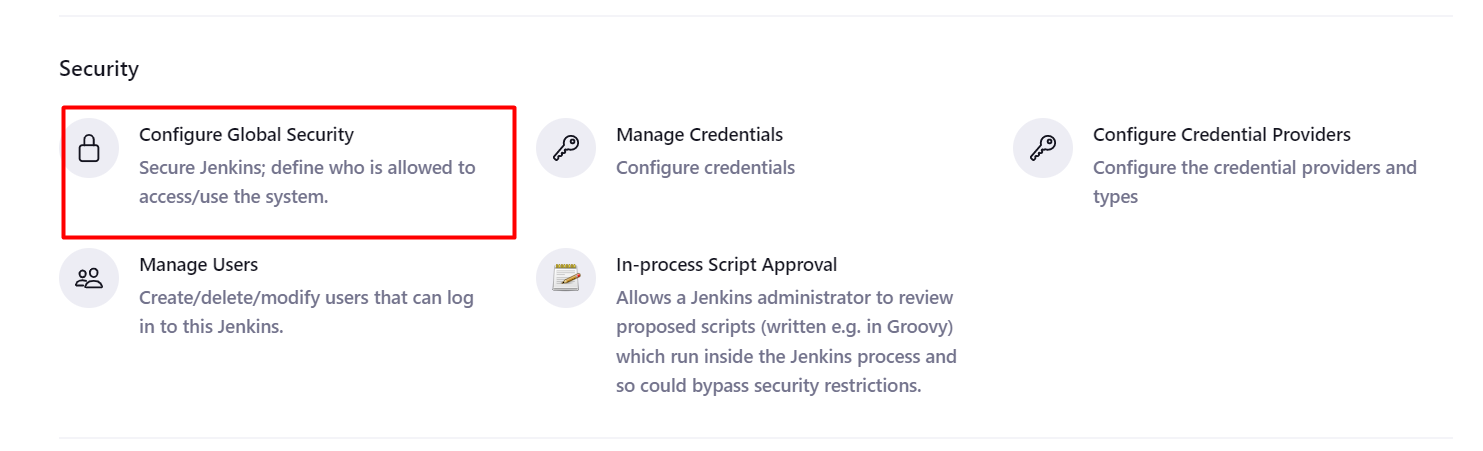 Security
Configure Global Security
Secure Jenkins; define who is allowed to
access/use the system.
Manage Credentials
Configure credentials
Configure Credential Providers
Configure the credential providers and
types
Manage Users
Create/delete/modify users that can log
in to this Jenkins.
In-process Script Approval
Allows a Jenkins administrator to review
proposed scripts (written e.g. in Groovy)
which run inside the Jenkins process and
so could bypass security restrictions.